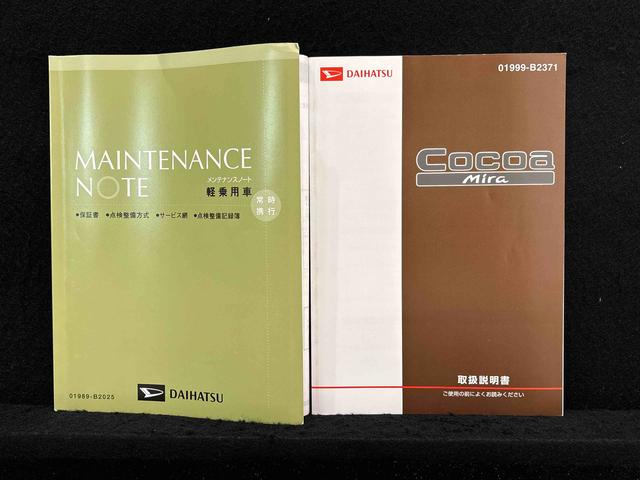 MAINTENANCE
NOTE
メンテナンスノート
軽乗用車
常時
携行
●保証書 ●点検整備方式 ●サービス網 ●点検整備記録簿
01989-B2025
DAIHATSU
DAIHATSU
01999-B2371
Cocoa
Mira
取扱説明書
ご使用の前によくお読みください